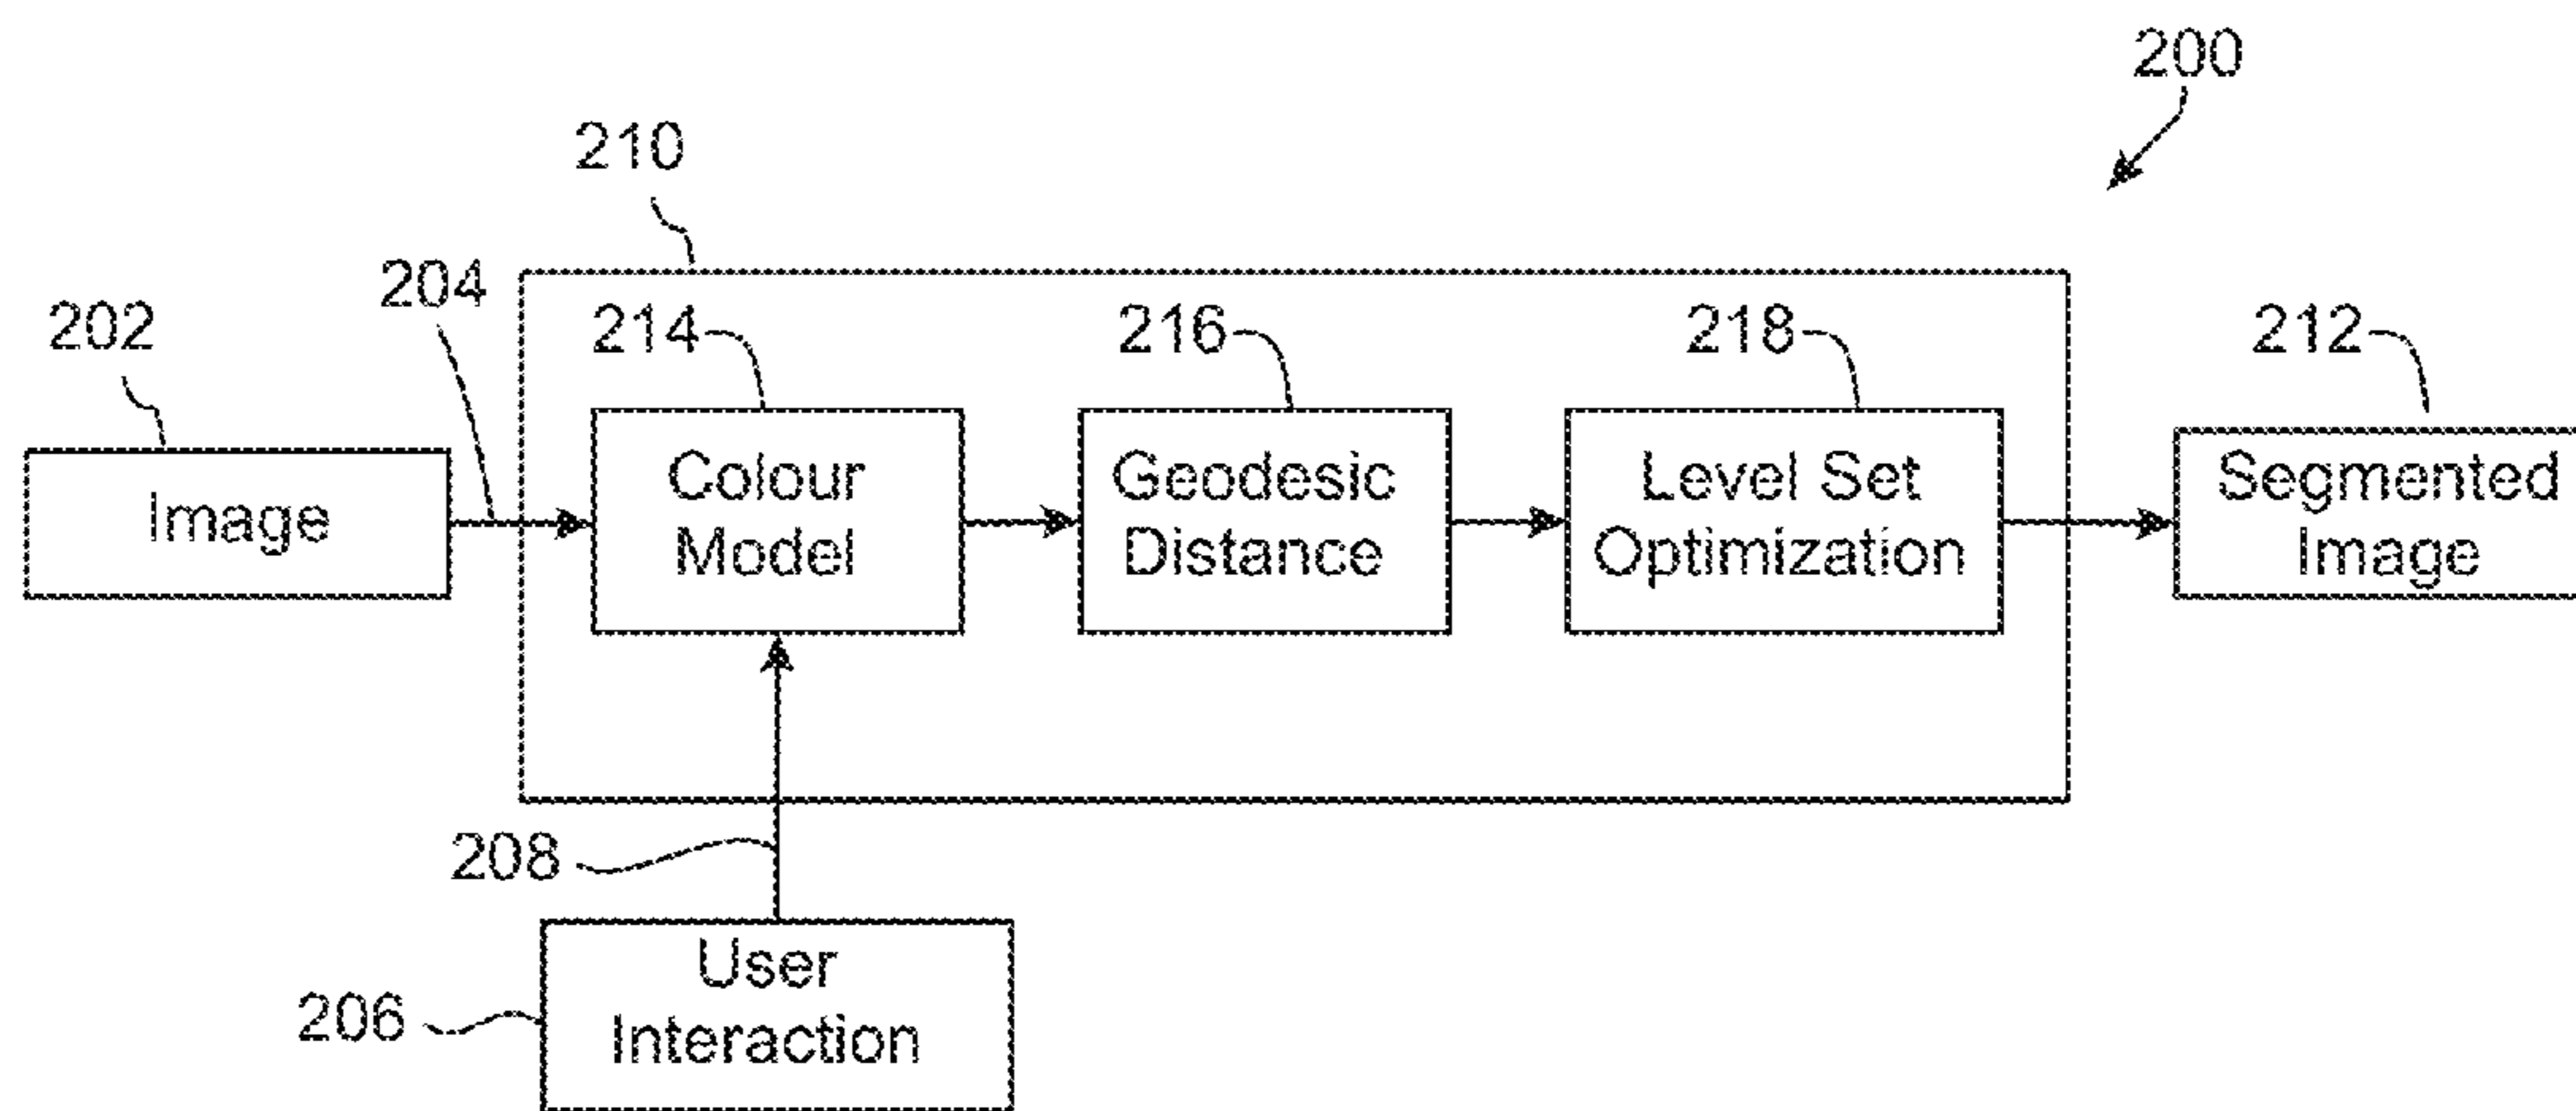 200
210
204
202
214
216
218
212
Image
Colour
Model
Geodesic
Distance
Level Set
Optimization
Segmented
Image
208
206
User
Interaction